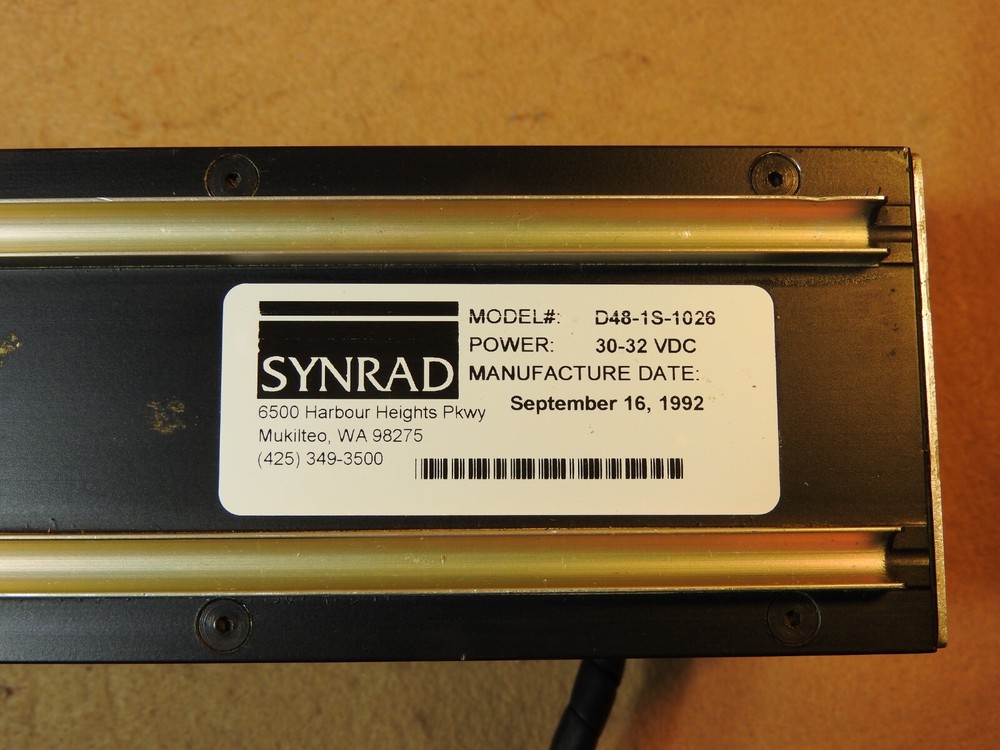 SYNRAD
6500 Harbour Heights Pkwy
Mukilteo, WA 98275
(425) 349-3500
MODEL#: D48-1S-1026
POWER: 30-32 VDC
MANUFACTURE DATE:
September 16, 1992